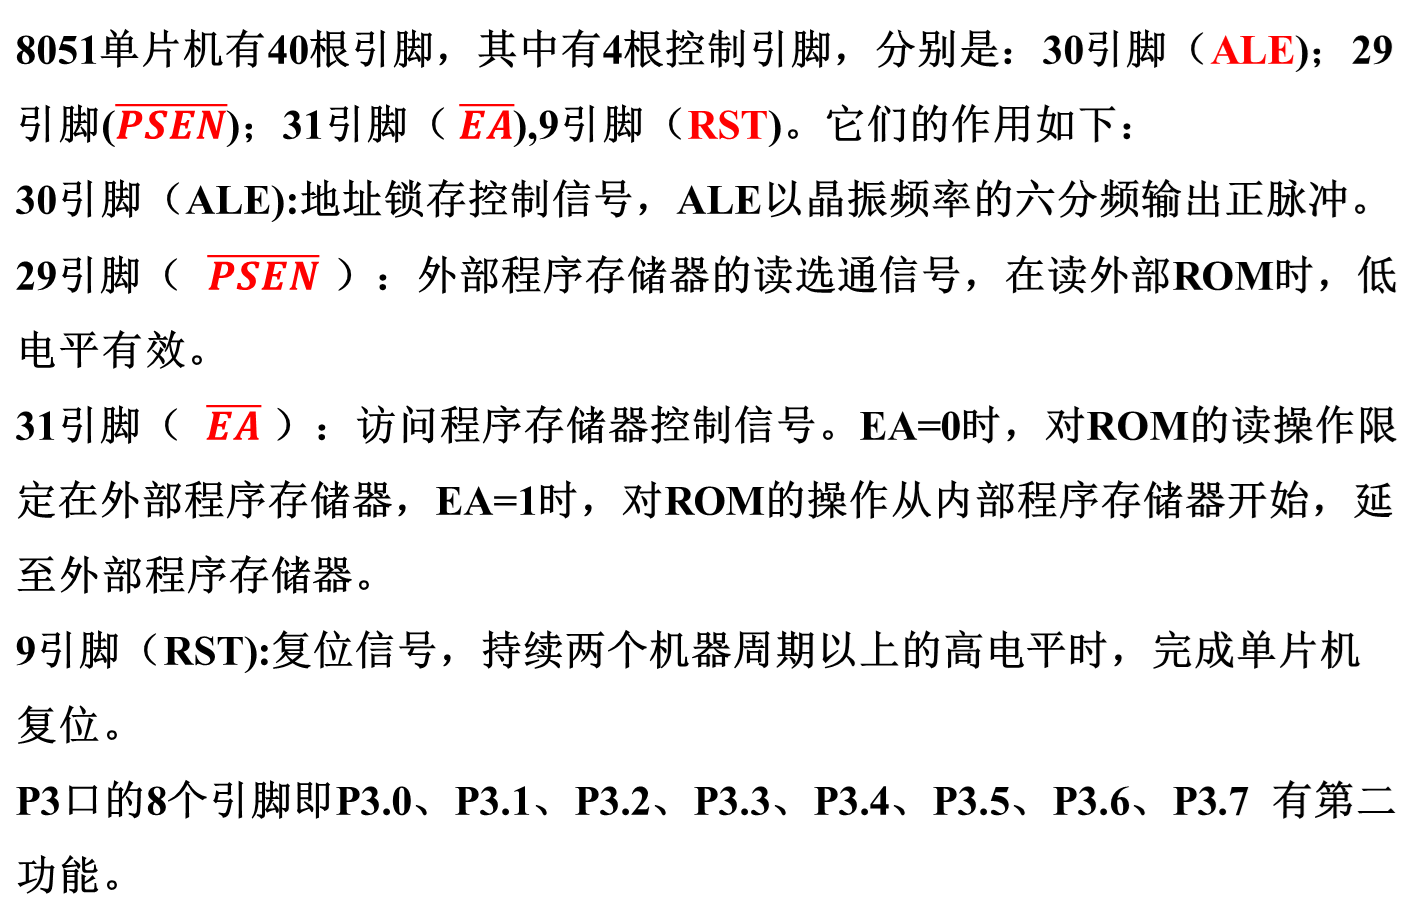 8051单片机有40根引脚，其中有4根控制引脚，分别是：30引脚（ALE)；29
引脚(P̅S̅E̅N̅)；31引脚（ E̅A̅),9引脚（RST)。它们的作用如下：
30引脚（ALE):地址锁存控制信号，ALE以晶振频率的六分频输出正脉冲。
29引脚（ P̅S̅E̅N̅ ）：外部程序存储器的读选通信号，在读外部ROM时，低
电平有效。
31引脚（ E̅A̅ ）：访问程序存储器控制信号。EA=0时，对ROM的读操作限
定在外部程序存储器，EA=1时，对ROM的操作从内部程序存储器开始，延
至外部程序存储器。
9引脚（RST):复位信号，持续两个机器周期以上的高电平时，完成单片机
复位。
P3口的8个引脚即P3.0、P3.1、P3.2、P3.3、P3.4、P3.5、P3.6、P3.7 有第二
功能。